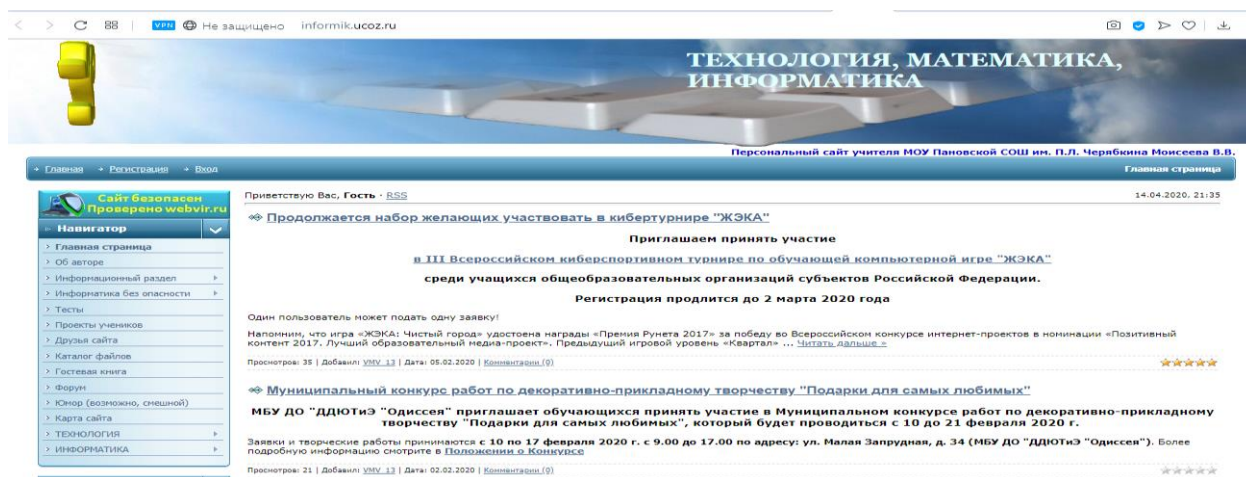 VPN Не защищено informik.ucoz.ru
ТЕХНОЛОГИЯ, МАТЕМАТИКА,
ИНФОРМАТИКА
Персональный сайт учителя МОУ Пановской СОШ им. П.Л. Черябкина Моисеева В.В.
Главная Регистрация Вход Главная страница
Сайт безопасен
Проверено webvir.ru
Навигатор
Главная страница
Об авторе
Информационный раздел
Информатика без опасности
Тесты
Проекты учеников
Друзья сайта
Каталог файлов
Гостевая книга
Форум
Юмор (возможно, смешной)
Карта сайта
ТЕХНОЛОГИЯ
ИНФОРМАТИКА
Приветствую Вас, Гость · RSS 14.04.2020, 21:35
Продолжается набор желающих участвовать в кибертурнире "ЖЭКА"
Приглашаем принять участие
в III Всероссийском киберспортивном турнире по обучающей компьютерной игре "ЖЭКА"
среди учащихся общеобразовательных организаций субъектов Российской Федерации.
Регистрация продлится до 2 марта 2020 года
Один пользователь может подать одну заявку!
Напомним, что игра «ЖЭКА: Чистый город» удостоена награды «Премия Рунета 2017» за победу во Всероссийском конкурсе интернет-проектов в номинации «Позитивный
контент 2017. Лучший образовательный медиа-проект». Предыдущий игровой уровень «Квартал» ... Читать дальше »
Просмотров: 35 | Добавил: VMV_13 | Дата: 05.02.2020 | Комментарии (0)
Муниципальный конкурс работ по декоративно-прикладному творчеству "Подарки для самых любимых"
МБУ ДО "ДДЮТиЭ "Одиссея" приглашает обучающихся принять участие в Муниципальном конкурсе работ по декоративно-прикладному
творчеству "Подарки для самых любимых", который будет проводиться с 10 до 21 февраля 2020 г.
Заявки и творческие работы принимаются с 10 по 17 февраля 2020 г. с 9.00 до 17.00 по адресу: ул. Малая Запрудная, д. 34 (МБУ ДО "ДДЮТиЭ "Одиссея"). Более
подробную информацию смотрите в Положении о Конкурсе
Просмотров: 21 | Добавил: VMV_13 | Дата: 02.02.2020 | Комментарии (0)